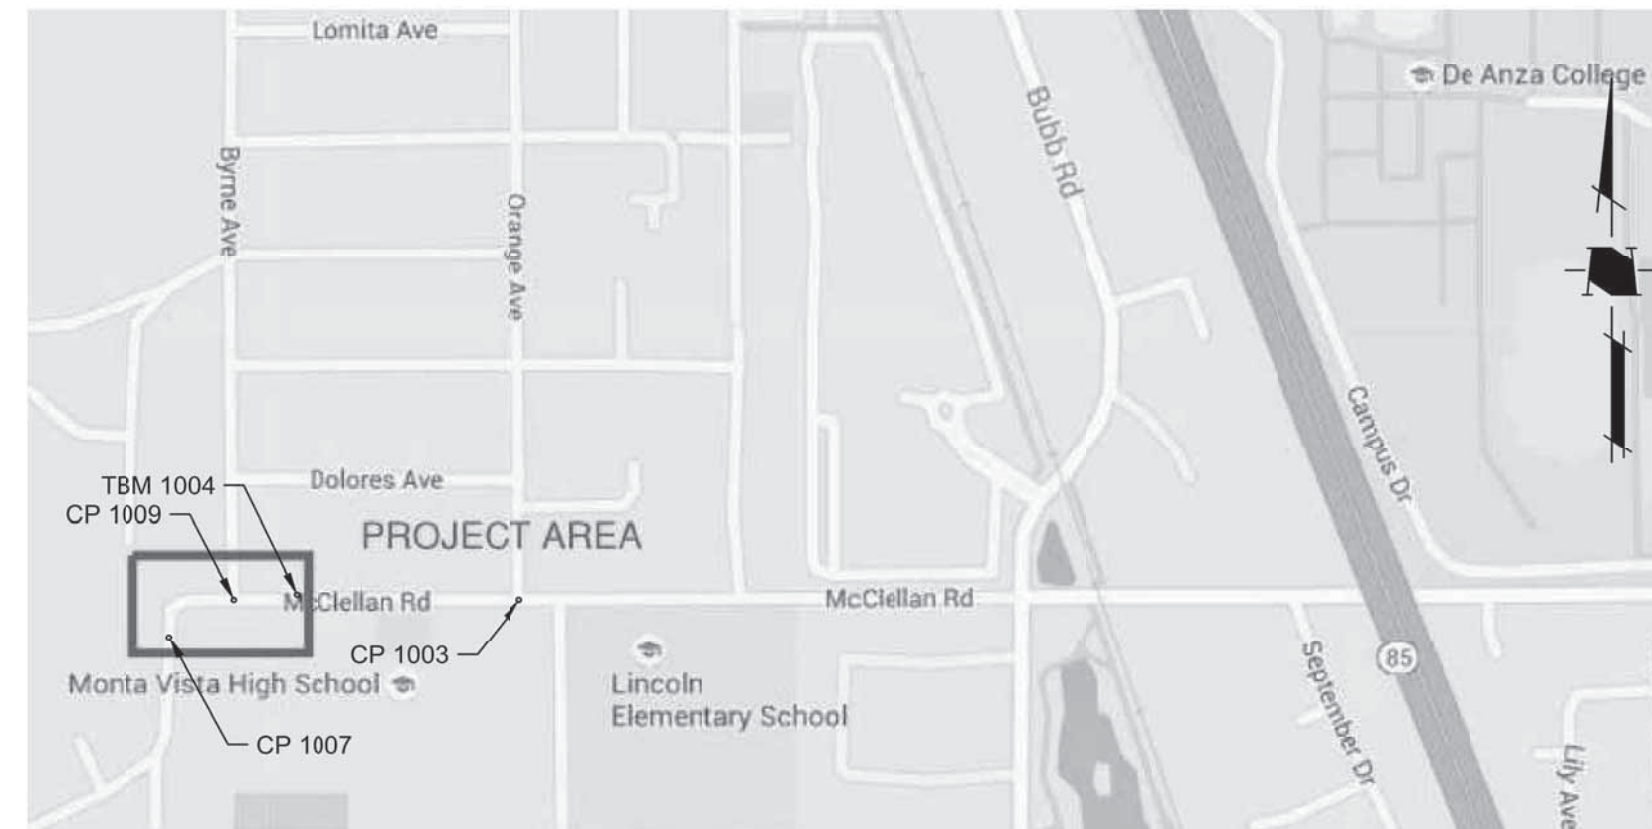 Lomita Ave
De Anza College
Bubb Rd
Byrne Ave
Orange Ave
Campus Dr
TBM 1004
Dolores Ave
CP 1009
PROJECT AREA
McClellan Rd
McClellan Rd
CP 1003
Monta Vista High School
Lincoln
Elementary School
September Dr
85
CP 1007
Lily Ave